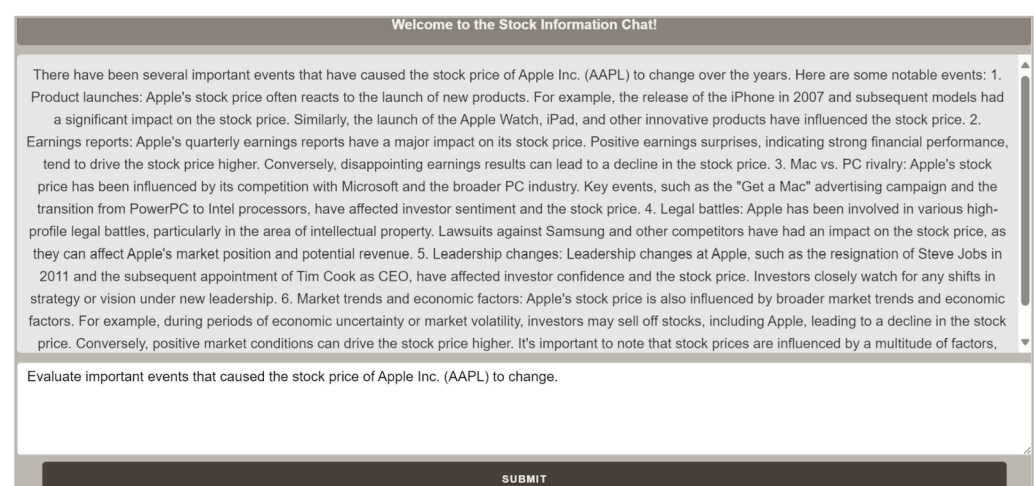 Welcome to the Stock Information Chat!
There have been several important events that have caused the stock price of Apple Inc. (AAPL) to change over the years. Here are some notable events: 1.
Product launches: Apple's stock price often reacts to the launch of new products. For example, the release of the iPhone in 2007 and subsequent models had
a significant impact on the stock price. Similarly, the launch of the Apple Watch, iPad, and other innovative products have influenced the stock price. 2.
Earnings reports: Apple's quarterly earnings reports have a major impact on its stock price. Positive earnings surprises, indicating strong financial performance,
tend to drive the stock price higher. Conversely, disappointing earnings results can lead to a decline in the stock price. 3. Mac vs. PC rivalry: Apple's stock
price has been influenced by its competition with Microsoft and the broader PC industry. Key events, such as the "Get a Mac" advertising campaign and the
transition from PowerPC to Intel processors, have affected investor sentiment and the stock price. 4. Legal battles: Apple has been involved in various high-
profile legal battles, particularly in the area of intellectual property. Lawsuits against Samsung and other competitors have had an impact on the stock price, as
they can affect Apple's market position and potential revenue. 5. Leadership changes: Leadership changes at Apple, such as the resignation of Steve Jobs in
2011 and the subsequent appointment of Tim Cook as CEO, have affected investor confidence and the stock price. Investors closely watch for any shifts in
strategy or vision under new leadership. 6. Market trends and economic factors: Apple's stock price is also influenced by broader market trends and economic
factors. For example, during periods of economic uncertainty or market volatility, investors may sell off stocks, including Apple, leading to a decline in the stock
price. Conversely, positive market conditions can drive the stock price higher. It's important to note that stock prices are influenced by a multitude of factors,
Evaluate important events that caused the stock price of Apple Inc. (AAPL) to change.
SUBMIT